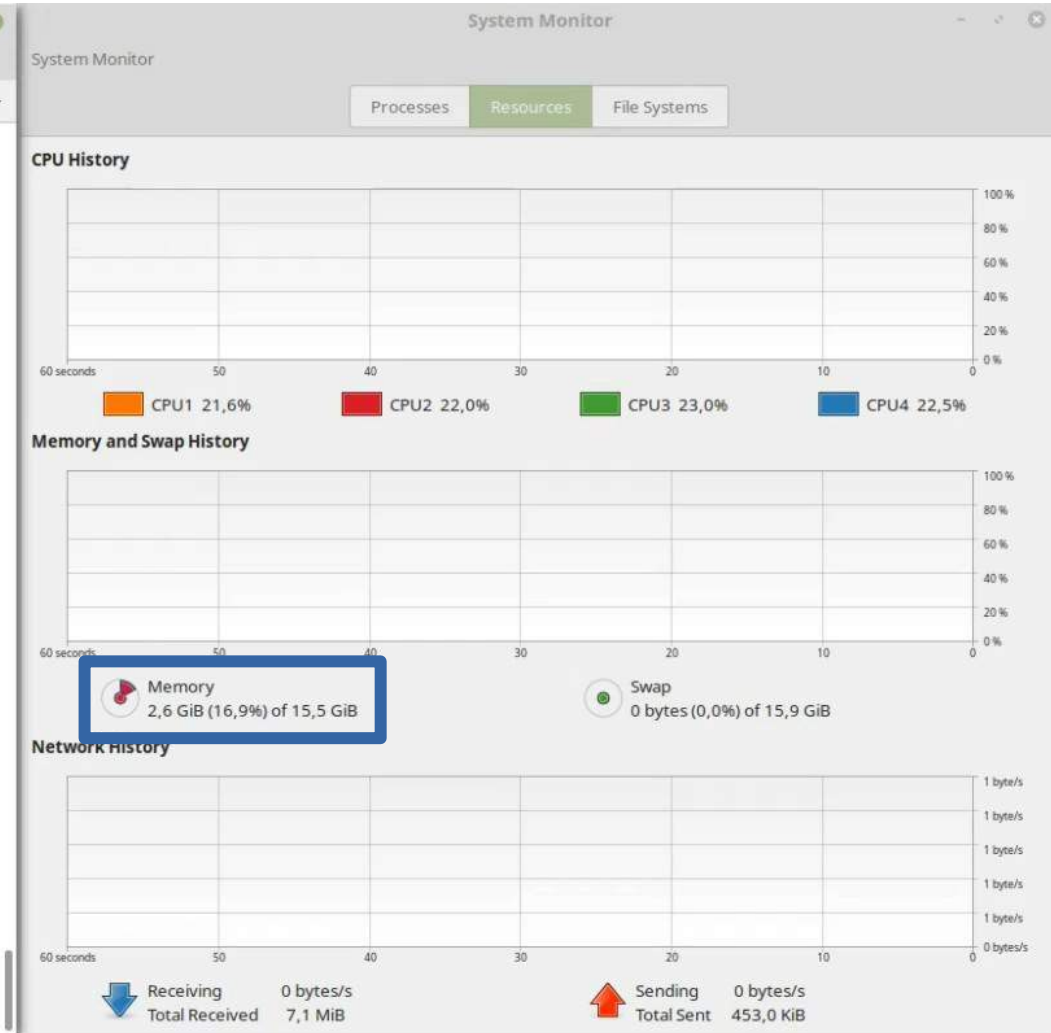 System Monitor
System Monitor
Processes Resources File Systems
CPU History
100 %
80 %
60 %
40 %
20 %
0 %
60 seconds 50 40 30 20 10 0
CPU1 21,6% CPU2 22,0% CPU3 23,0% CPU4 22,5%
Memory and Swap History
100 %
80 %
60 %
40 %
20 %
0 %
60 seconds 50 40 30 20 10 0
Memory Swap
2,6 GiB (16,9%) of 15,5 GiB 0 bytes (0,0%) of 15,9 GiB
Network History
1 byte/s
1 byte/s
1 byte/s
1 byte/s
1 byte/s
0 bytes/s
60 seconds 50 40 30 20 10 0
Receiving 0 bytes/s Sending 0 bytes/s
Total Received 7,1 MiB Total Sent 453,0 KiB